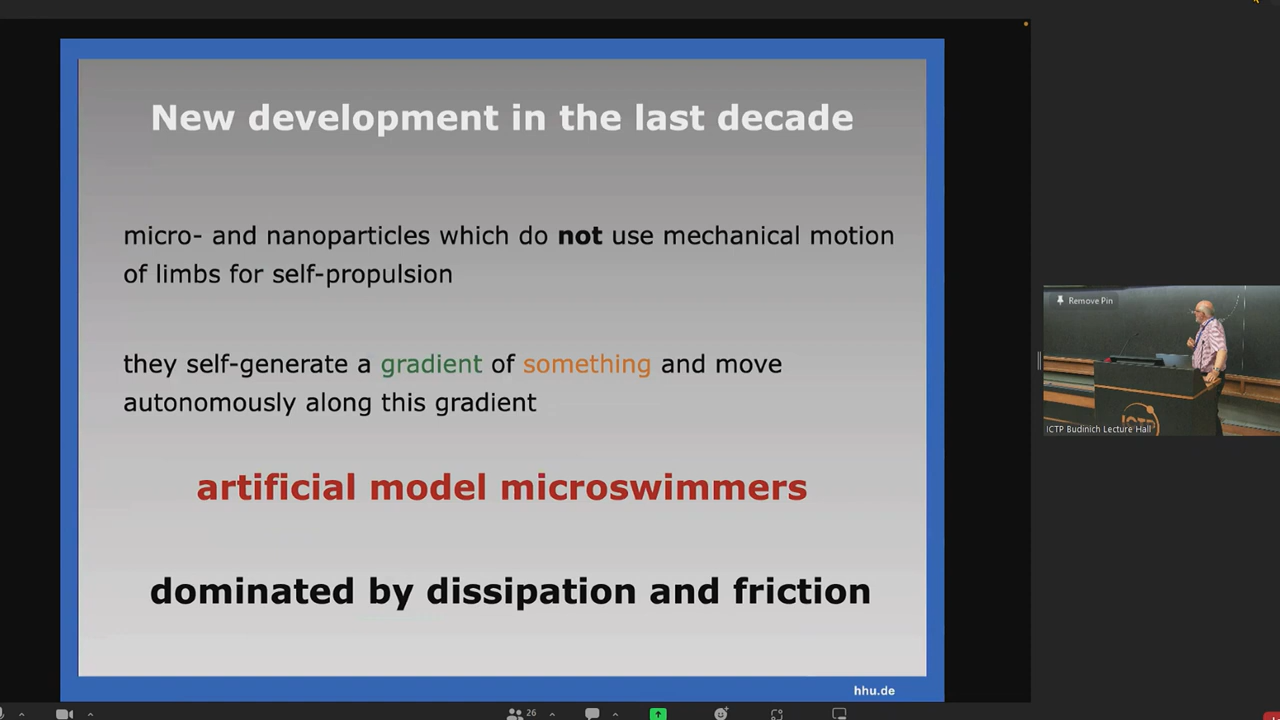 New development in the last decade
micro- and nanoparticles which do not use mechanical motion
of limbs for self-propulsion
they self-generate a gradient of something and move
autonomously along this gradient
artificial model microswimmers
dominated by dissipation and friction
hhu.de
Remove Pin
ICTP
ICTP Budinich Lecture Hall
26